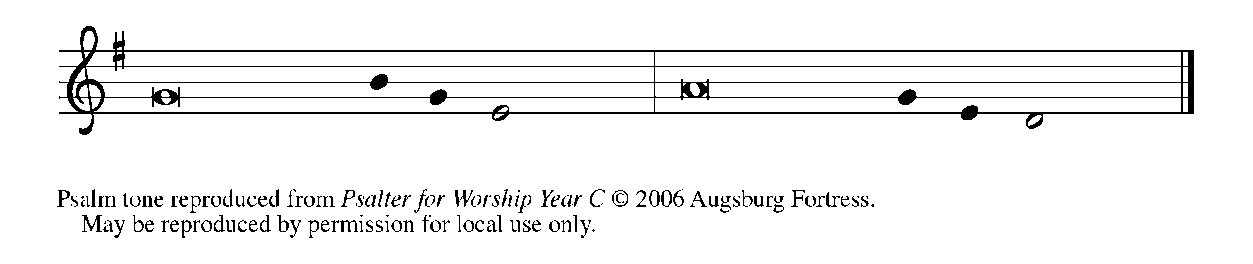 Psalm tone reproduced from Psalter for Worship Year C © 2006 Augsburg Fortress.
May be reproduced by permission for local use only.